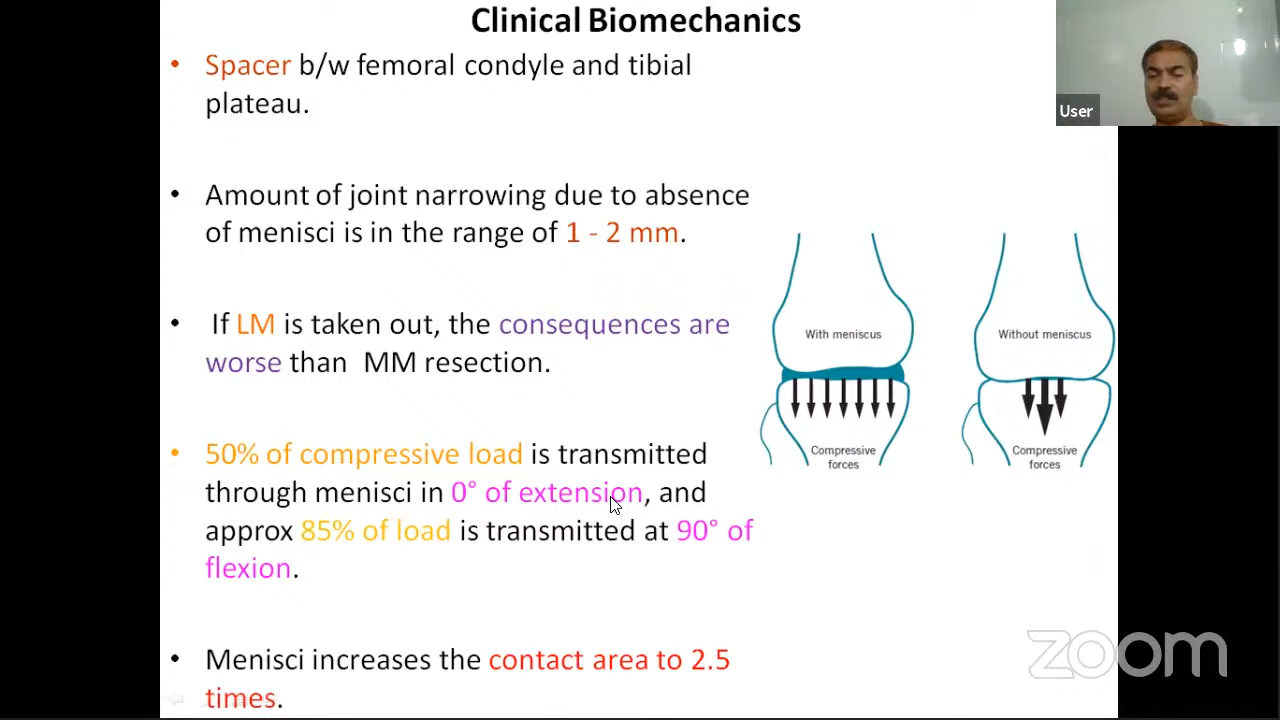 Clinical Biomechanics
• Spacer b/w femoral condyle and tibial
plateau.
• Amount of joint narrowing due to absence
of menisci is in the range of 1 - 2 mm.
• If LM is taken out, the consequences are
worse than MM resection.
• 50% of compressive load is transmitted
through menisci in 0° of extension, and
approx 85% of load is transmitted at 90° of
flexion.
• Menisci increases the contact area to 2.5
times.
With meniscus
Compressive
forces
Without meniscus
Compressive
forces
User
zoom